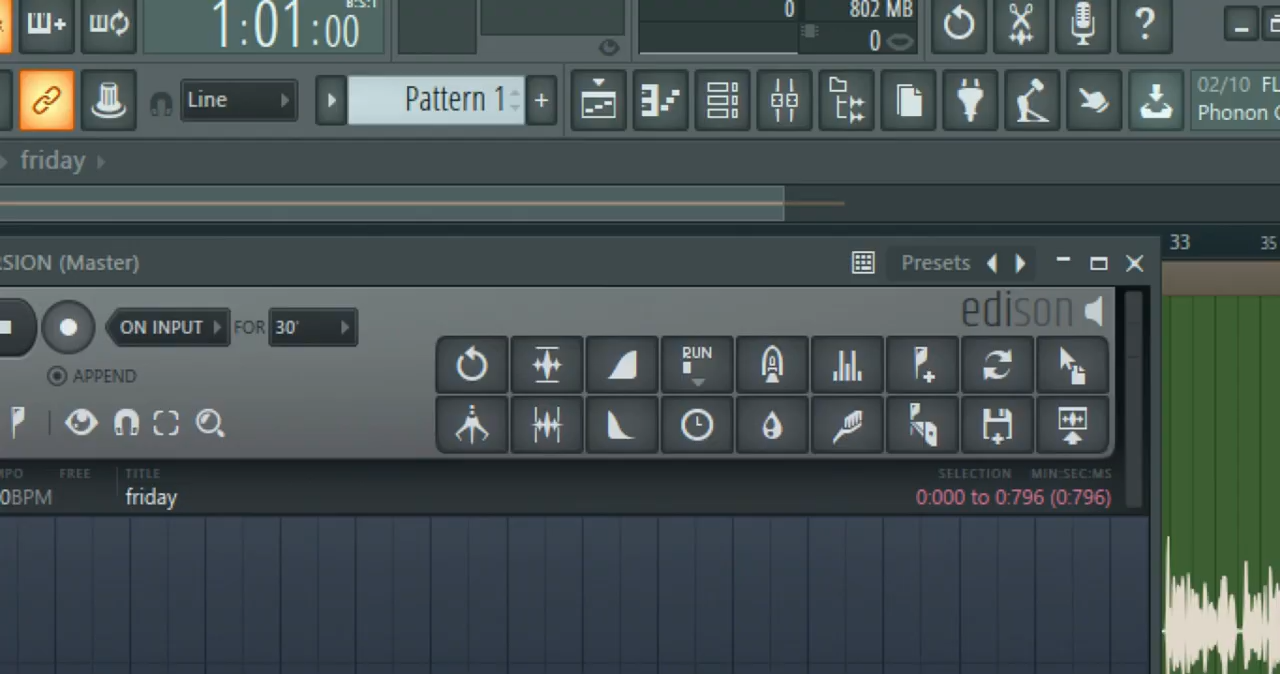 B:S:T
1:01:00
0
802 MB
0
?
Line
Pattern 1
+
02/10 FL
Phonon
friday
33
35
SION (Master)
Presets
edison
ON INPUT
FOR
30'
RUN
APPEND
MPO
FREE
TITLE
SELECTION
MIN:SEC:MS
0BPM
friday
0:000 to 0:796 (0:796)